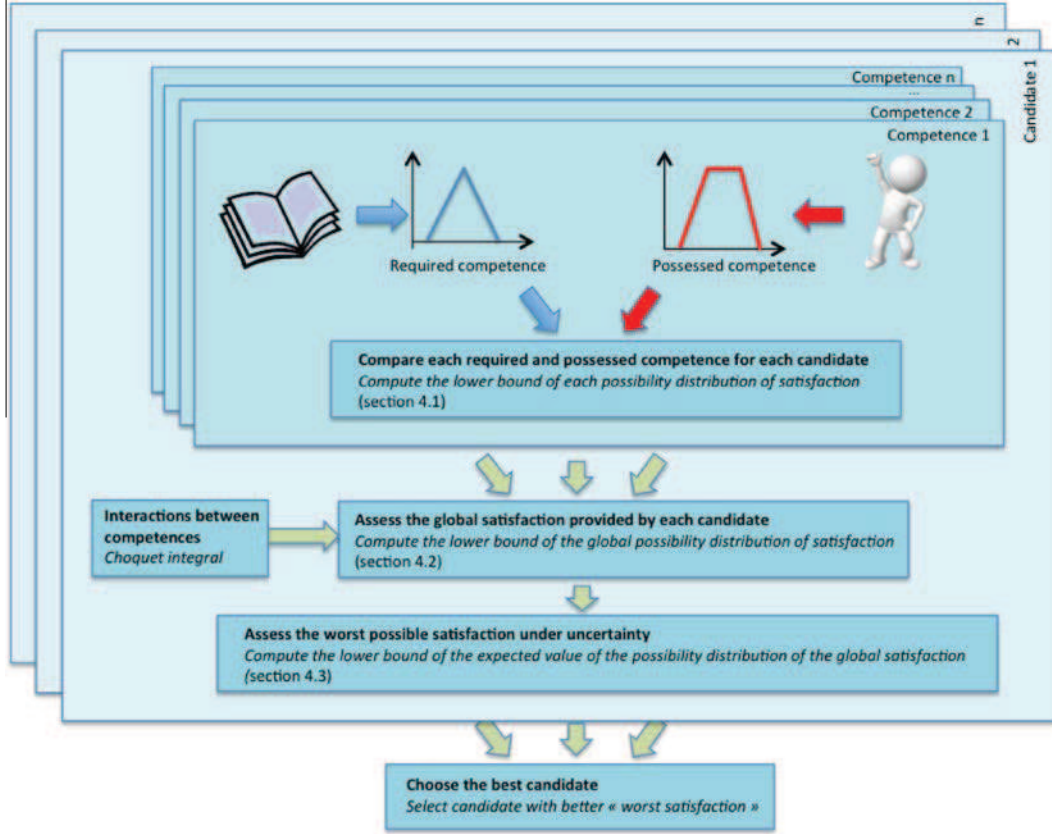 n
2
Candidate 1
Competence n
...
Competence 2
Competence 1
Required competence
Possessed competence
Compare each required and possessed competence for each candidate
Compute the lower bound of each possibility distribution of satisfaction
(section 4.1)
Interactions between
competences
Choquet integral
Assess the global satisfaction provided by each candidate
Compute the lower bound of the global possibility distribution of satisfaction
(section 4.2)
Assess the worst possible satisfaction under uncertainty
Compute the lower bound of the expected value of the possibility distribution of the global satisfaction
(section 4.3)
Choose the best candidate
Select candidate with better « worst satisfaction »